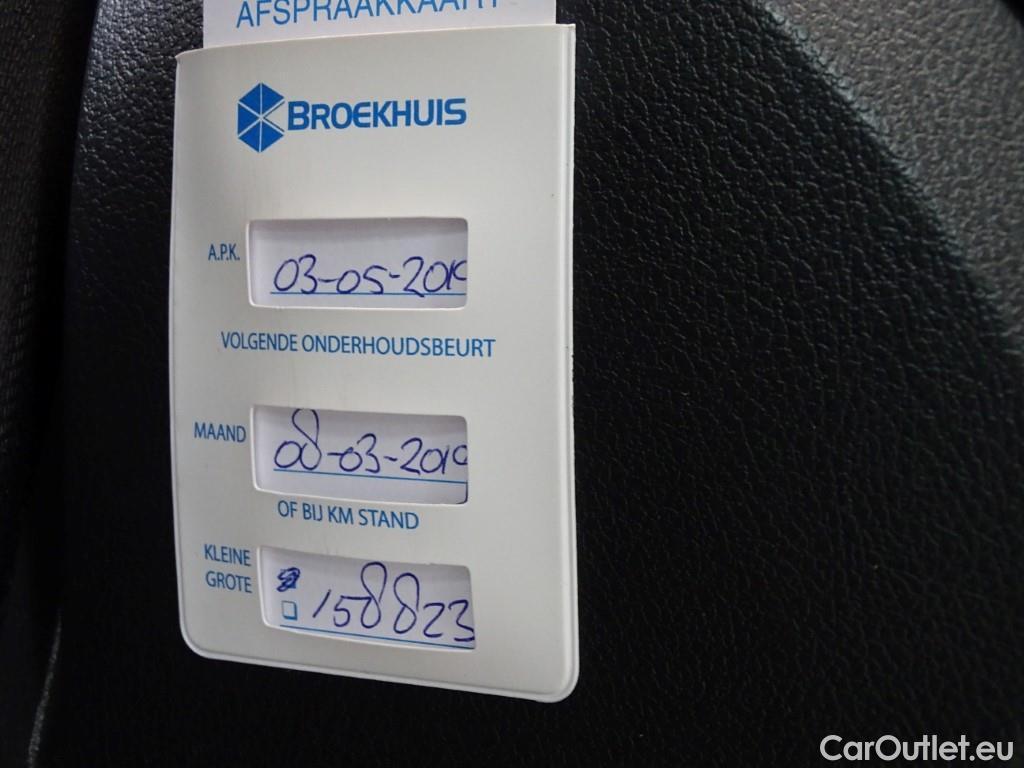 AFSPRAAKKAART
BROEKHUIS
A.P.K.
03-05-2019
VOLGENDE ONDERHOUDSBEURT
MAAND
08-03-2019
OF BIJ KM STAND
KLEINE
GROTE
158823
CarOutlet.eu